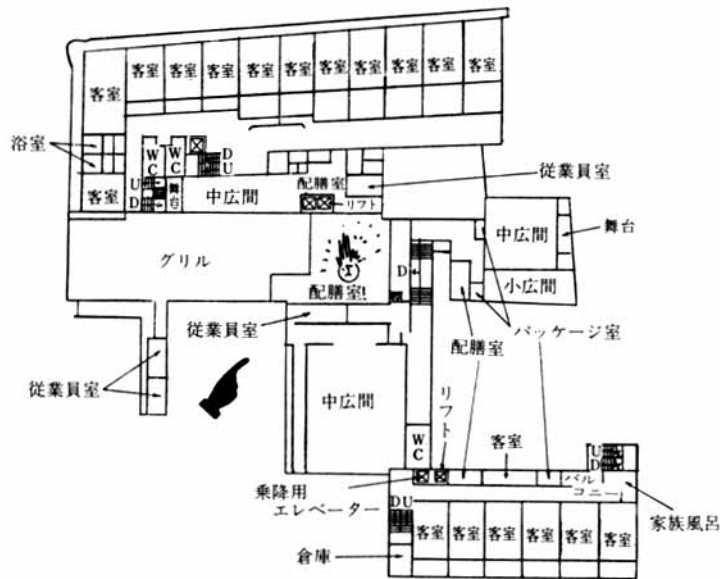 客室 客室 客室 客室 客室 客室 客室 客室 客室 客室
客室
浴室
WC
WC
D
U
客室
U
D
舞台
中広間
配膳室
リフト
従業員室
グリル
配膳室!
D
中広間
舞台
小広間
パッケージ室
配膳室
従業員室
従業員室
中広間
WC
リフト
客室
U
D
バル
コニー
乗降用
エレベーター
DU
家族風呂
客室 客室 客室 客室 客室 客室
倉庫